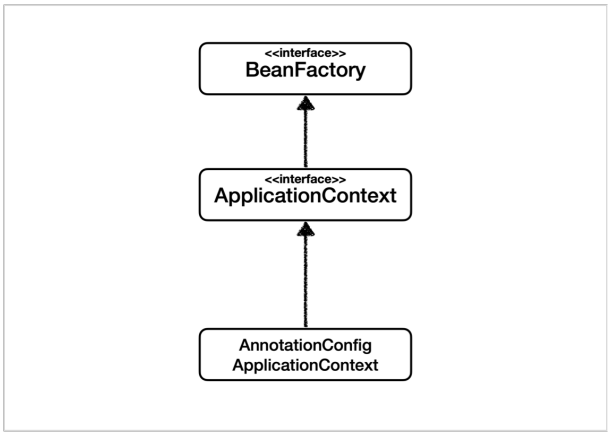 <<interface>>
BeanFactory
<<interface>>
ApplicationContext
AnnotationConfig
ApplicationContext